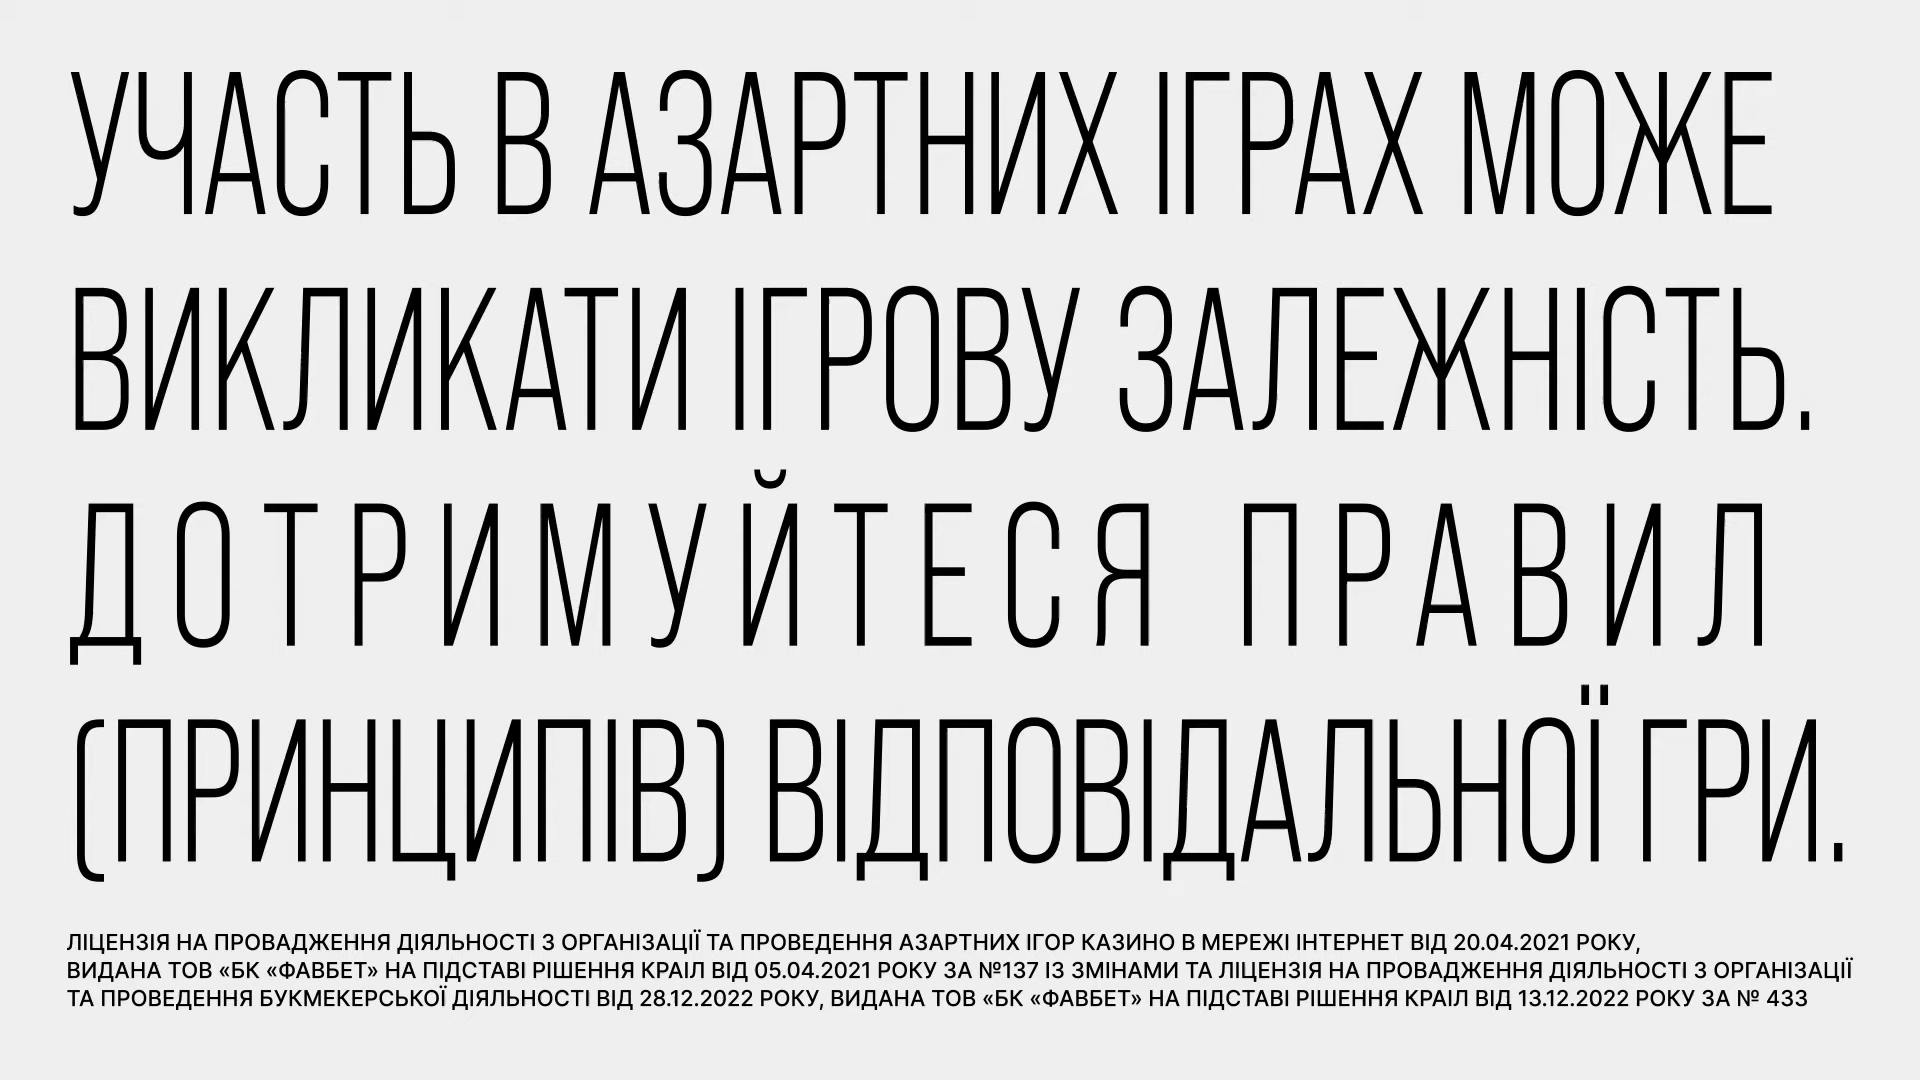 УЧАСТЬ В АЗАРТНИХ ІГРАХ МОЖЕ
ВИКЛИКАТИ ІГРОВУ ЗАЛЕЖНІСТЬ.
ДОТРИМУЙТЕСЯ ПРАВИЛ
(ПРИНЦИПІВ) ВІДПОВІДАЛЬНОЇ ГРИ.
ЛІЦЕНЗІЯ НА ПРОВАДЖЕННЯ ДІЯЛЬНОСТІ З ОРГАНІЗАЦІЇ ТА ПРОВЕДЕННЯ АЗАРТНИХ ІГОР КАЗИНО В МЕРЕЖІ ІНТЕРНЕТ ВІД 20.04.2021 РОКУ,
ВИДАНА ТОВ «БК «ФАВБЕТ» НА ПІДСТАВІ РІШЕННЯ КРАІЛ ВІД 05.04.2021 РОКУ ЗА №137 ІЗ ЗМІНАМИ ТА ЛІЦЕНЗІЯ НА ПРОВАДЖЕННЯ ДІЯЛЬНОСТІ З ОРГАНІЗАЦІЇ
ТА ПРОВЕДЕННЯ БУКМЕКЕРСЬКОЇ ДІЯЛЬНОСТІ ВІД 28.12.2022 РОКУ, ВИДАНА ТОВ «БК «ФАВБЕТ» НА ПІДСТАВІ РІШЕННЯ КРАІЛ ВІД 13.12.2022 РОКУ ЗА № 433